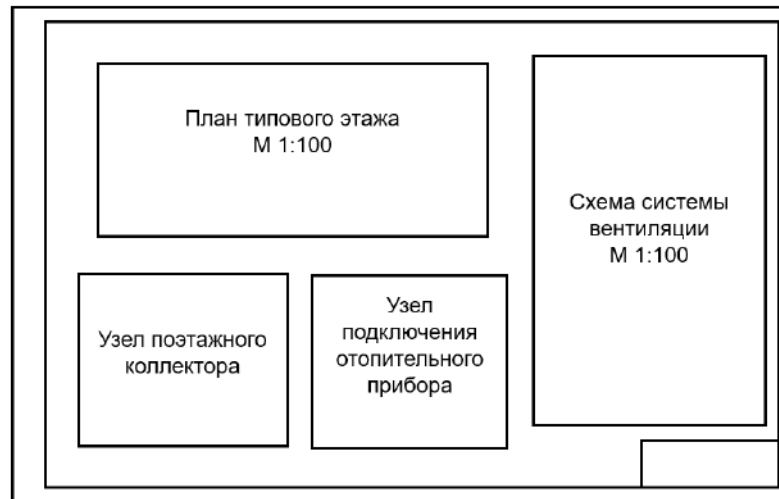 План типового этажа
М 1:100
Схема системы
вентиляции
М 1:100
Узел поэтажного
коллектора
Узел
подключения
отопительного
прибора